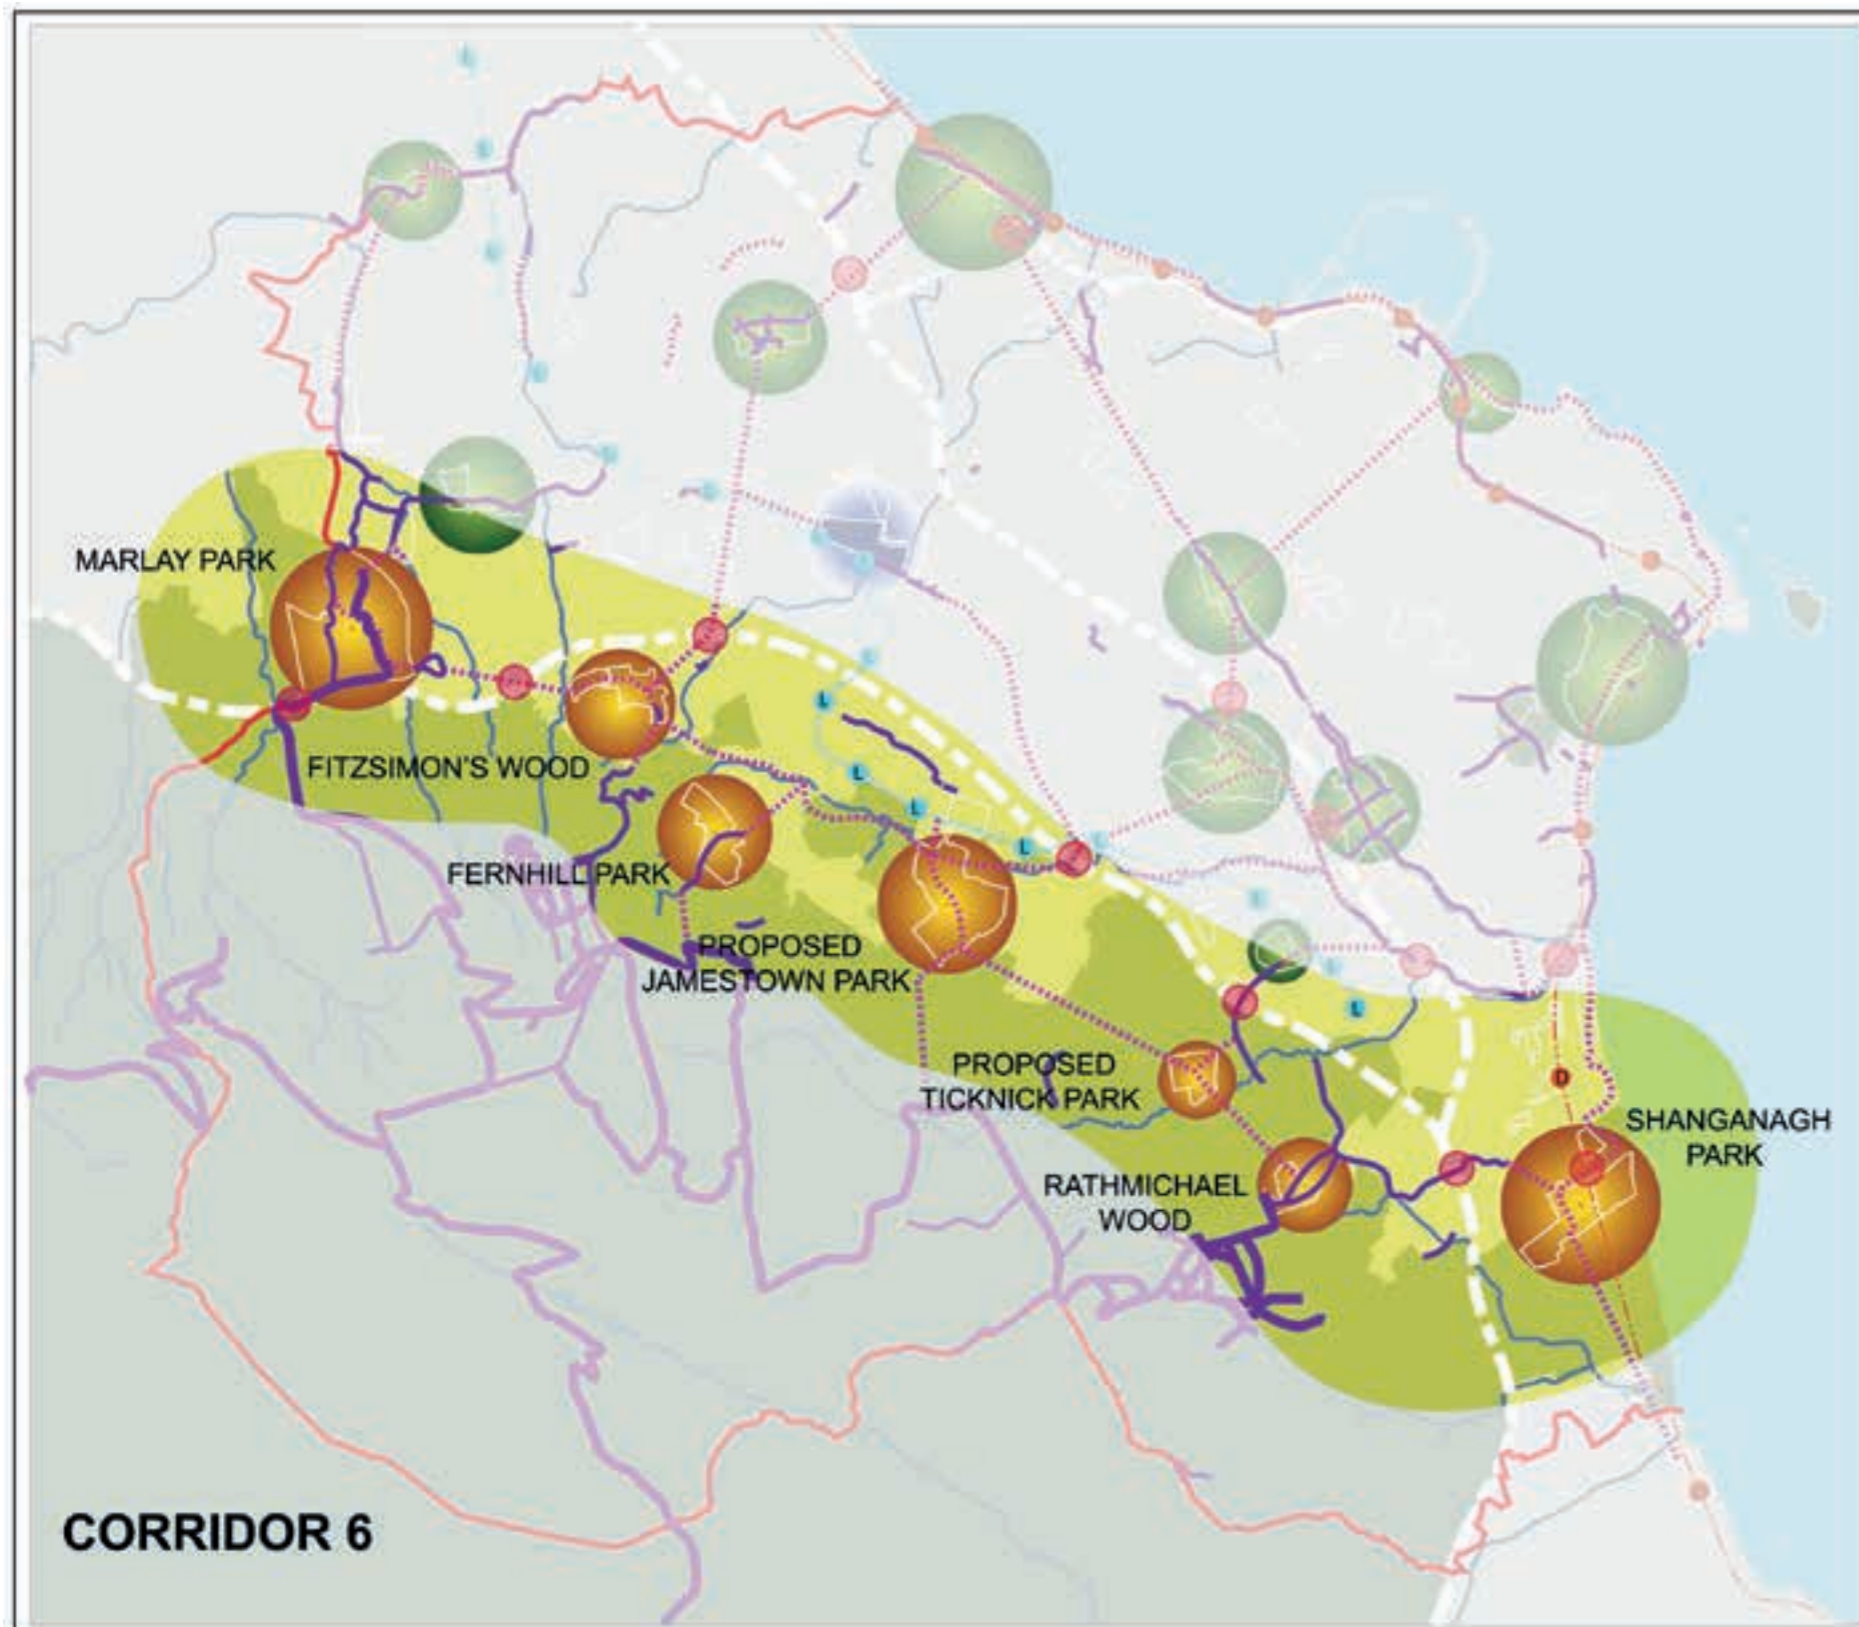 MARLAY PARK
FITZSIMON'S WOOD
FERNHILL PARK
PROPOSED
JAMESTOWN PARK
PROPOSED
TICKNICK PARK
RATHMICHAEL
WOOD
SHANGANAGH
PARK
L
L
L
L
L
D
CORRIDOR 6